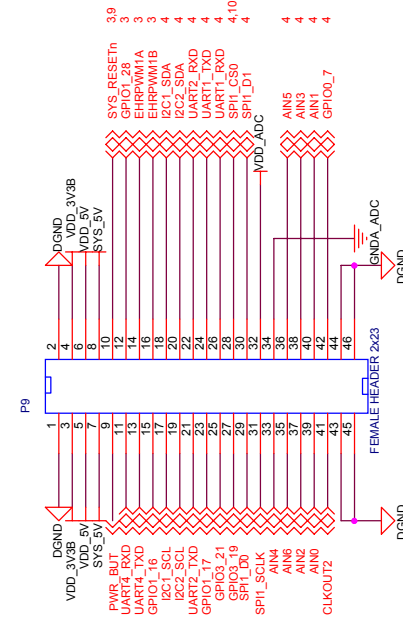 P9
DGND
VDD_3V3B
VDD_5V
SYS_5V
SYS_RESETn 3,9
GPIO1_28 3
EHRPWM1A 3
EHRPWM1B 3
I2C1_SDA 4
I2C2_SDA 4
UART2_RXD 4
UART1_TXD 4
UART1_RXD 4
SPI1_CS0 4,10
SPI1_D1 4
VDD_ADC
AIN5 4
AIN3 4
AIN1 4
GPIO0_7 4
GNDA_ADC
DGND
1 2
3 4
5 6
7 8
9 10
11 12
13 14
15 16
17 18
19 20
21 22
23 24
25 26
27 28
29 30
31 32
33 34
35 36
37 38
39 40
41 42
43 44
45 46
FEMALE HEADER 2x23
DGND
VDD_3V3B
VDD_5V
SYS_5V
PWR_BUT
UART4_RXD
UART4_TXD
GPIO1_16
I2C1_SCL
I2C2_SCL
UART2_TXD
GPIO1_17
GPIO3_21
GPIO3_19
SPI1_D0
SPI1_SCLK
AIN4
AIN6
AIN2
AIN0
CLKOUT2
DGND